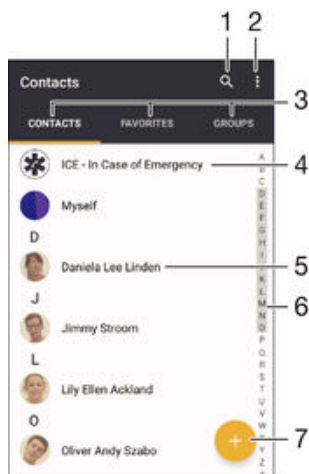 1 2
Contacts
3
CONTACTS FAVORITES GROUPS
ICE - In Case of Emergency
4
Myself
D
Daniela Lee Linden
5
J
Jimmy Stroom
6
L
Lily Ellen Ackland
O
Oliver Andy Szabo
+
7
A
B
C
D
E
F
G
H
I
K
L
M
N
O
P
Q
R
S
T
U
V
W
X
Y
Z